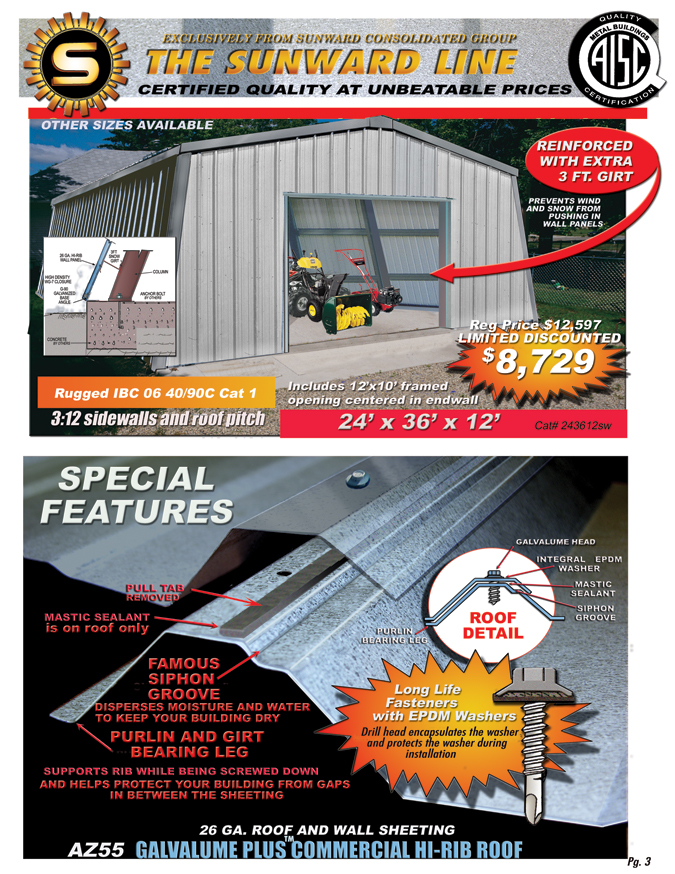 EXCLUSIVELY FROM SUNWARD CONSOLIDATED GROUP
S
THE SUNWARD LINE
CERTIFIED QUALITY AT UNBEATABLE PRICES
QUALITY
METAL BUILDINGS
AISC
CERTIFICATION
OTHER SIZES AVAILABLE
REINFORCED
WITH EXTRA
3 FT. GIRT
PREVENTS WIND
AND SNOW FROM
PUSHING IN
WALL PANELS
26 GA. HI-RIB
WALL PANEL
3FT.
SNOW
GIRT
COLUMN
HIGH DENSITY
WG-7 CLOSURE
G-90
GALVANIZED
BASE
ANGLE
ANCHOR BOLT
BY OTHERS
CONCRETE
BY OTHERS
Reg Price $12,597
LIMITED DISCOUNTED
$8,729
Rugged IBC 06 40/90C Cat 1
Includes 12'x10' framed
opening centered in endwall
3:12 sidewalls and roof pitch
24' x 36' x 12'
Cat# 243612sw
SPECIAL
FEATURES
GALVALUME HEAD
INTEGRAL EPDM
WASHER
MASTIC
SEALANT
SIPHON
GROOVE
ROOF
DETAIL
PURLIN
BEARING LEG
PULL TAB
REMOVED
MASTIC SEALANT
is on roof only
FAMOUS
SIPHON
GROOVE
DISPERSES MOISTURE AND WATER
TO KEEP YOUR BUILDING DRY
PURLIN AND GIRT
BEARING LEG
SUPPORTS RIB WHILE BEING SCREWED DOWN
AND HELPS PROTECT YOUR BUILDING FROM GAPS
IN BETWEEN THE SHEETING
Long Life
Fasteners
with EPDM Washers
Drill head encapsulates the washer
and protects the washer during
installation
26 GA. ROOF AND WALL SHEETING
AZ55 GALVALUME PLUS™ COMMERCIAL HI-RIB ROOF
Pg. 3